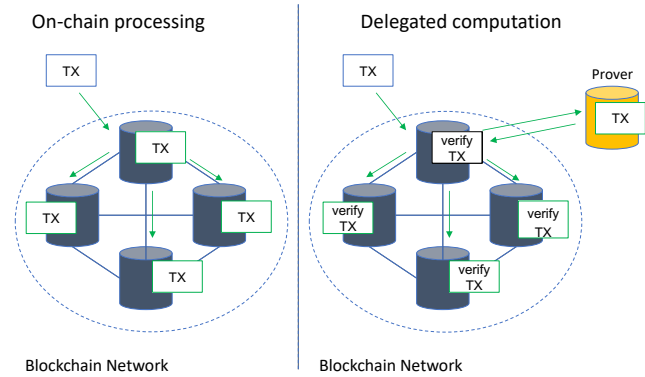 On-chain processing
TX
TX
TX
TX
TX
Blockchain Network
Delegated computation
TX
Prover
TX
verify
TX
verify
TX
verify
TX
verify
TX
Blockchain Network